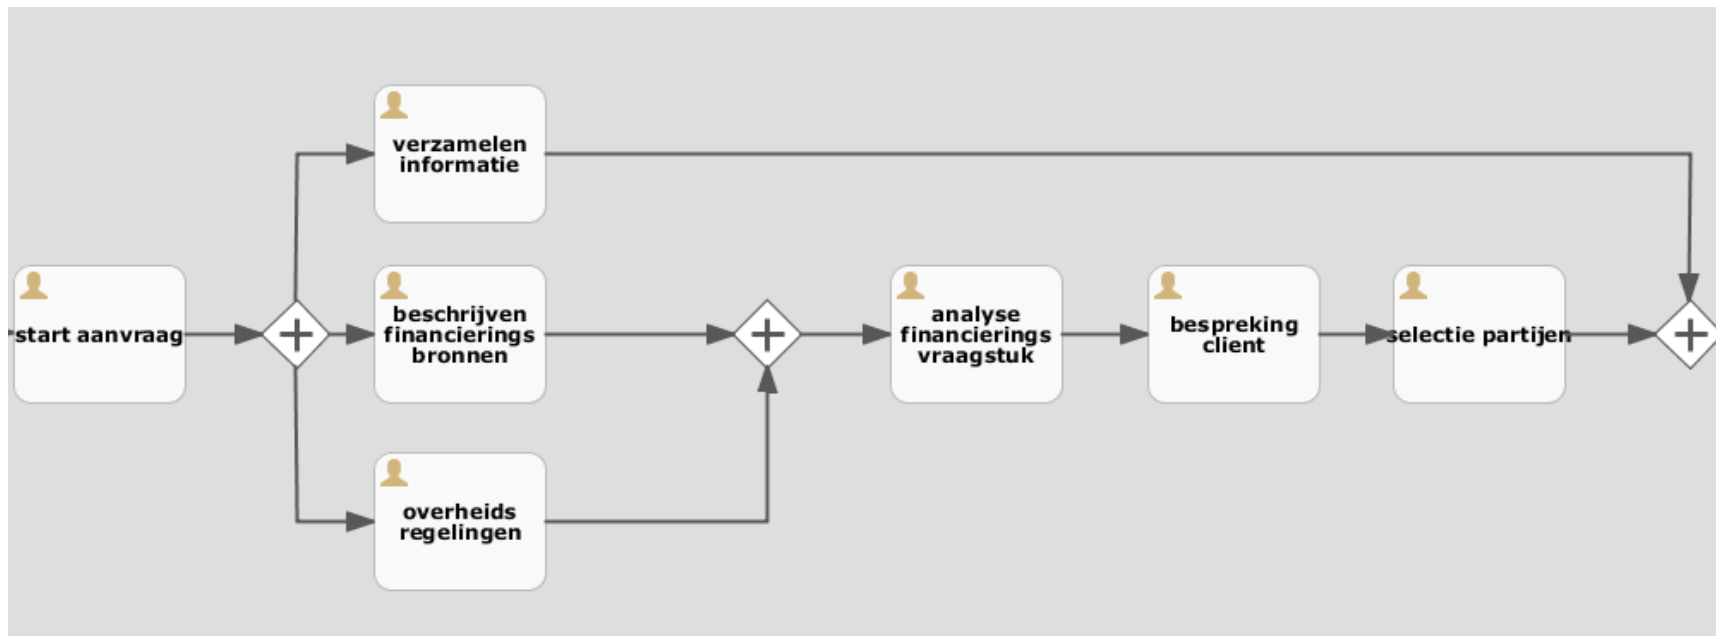 start aanvraag
verzamelen
informatie
beschrijven
financierings
bronnen
overheids
regelingen
analyse
financierings
vraagstuk
bespreking
client
selectie partijen